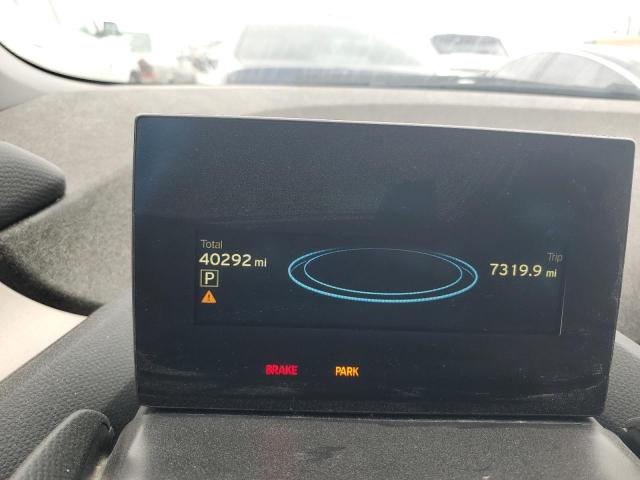 Total
40292 mi
P
Trip
7319.9 mi
BRAKE
PARK